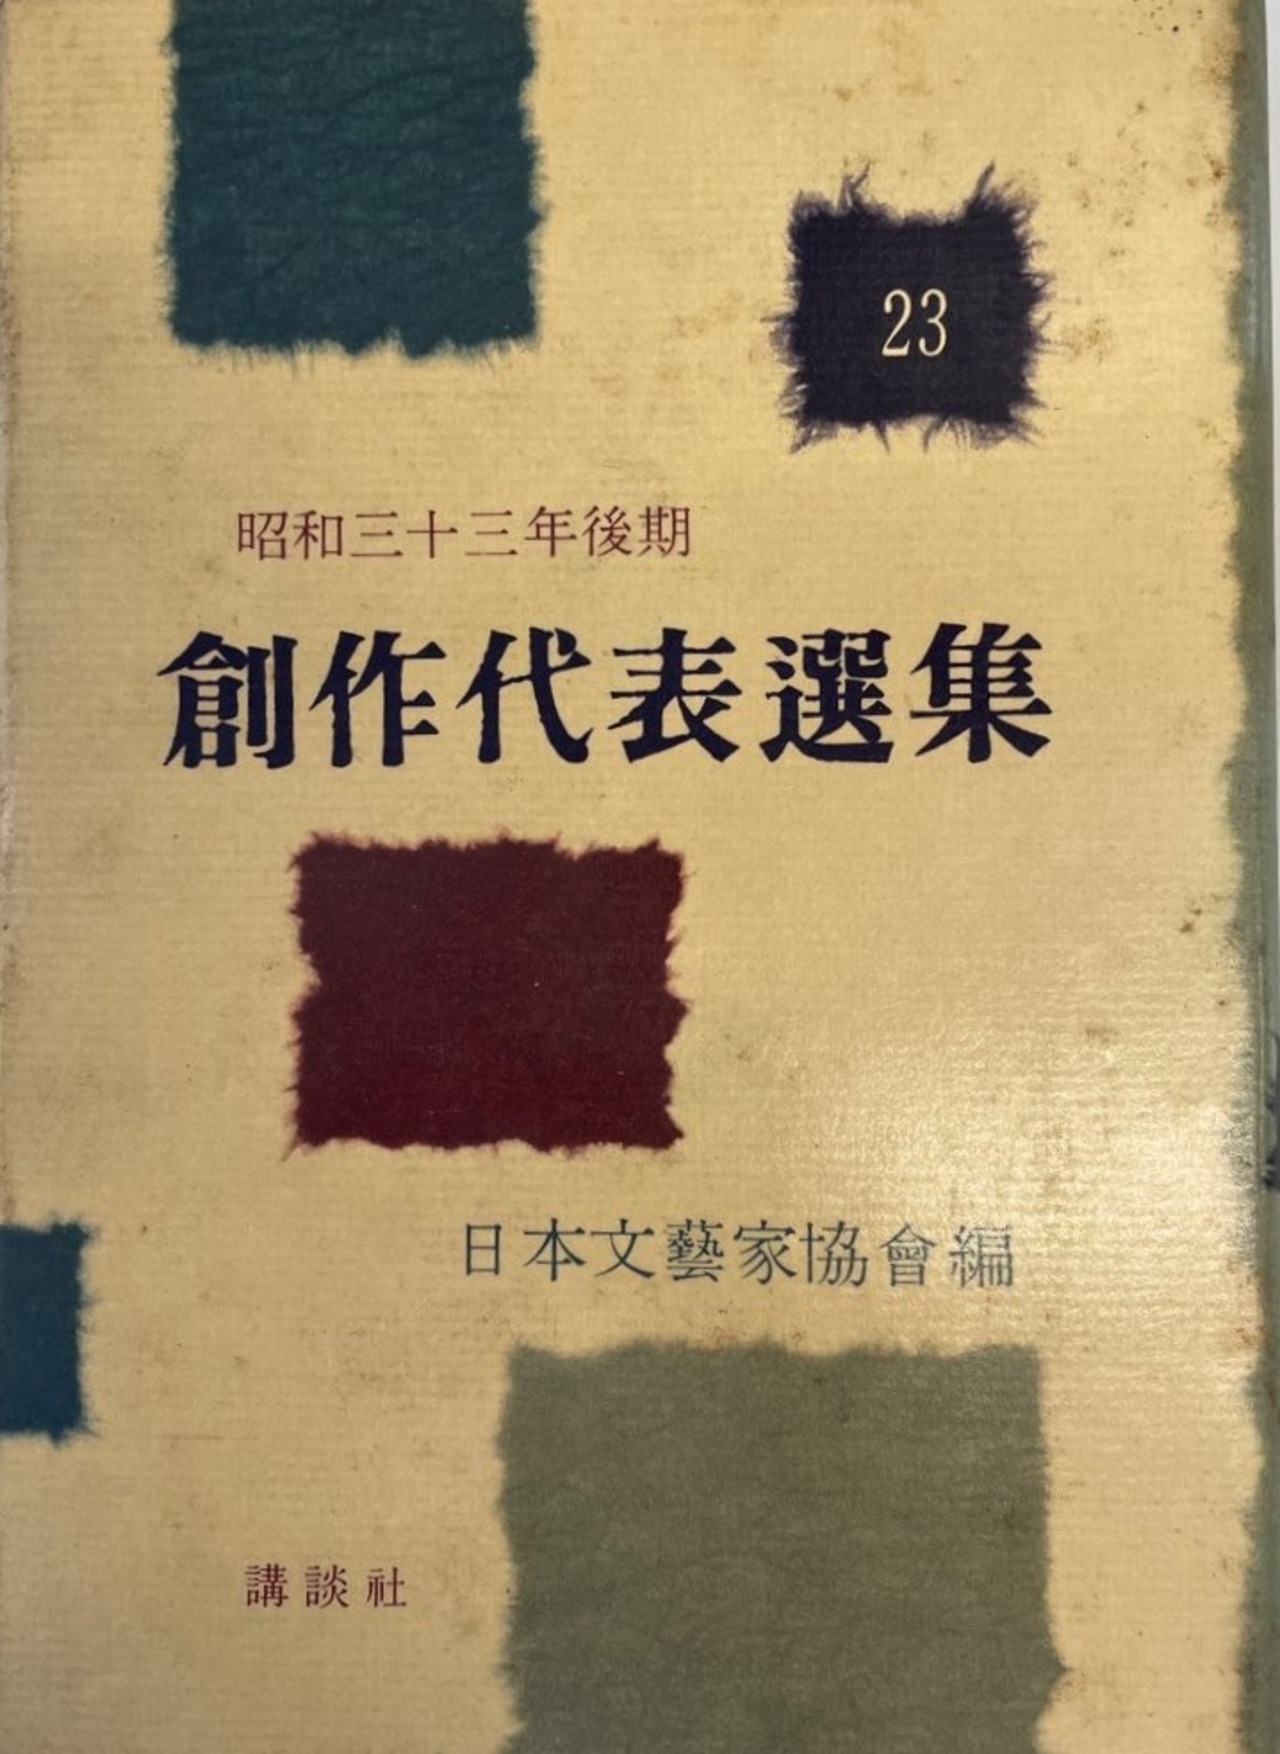 23
昭和三十三年後期
創作代表選集
日本文藝家協會編
講談社